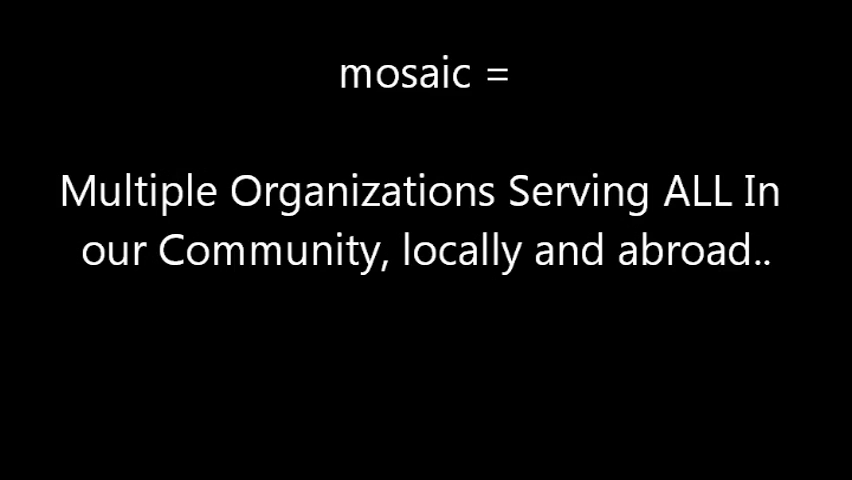 mosaic =
Multiple Organizations Serving ALL In
our Community, locally and abroad..